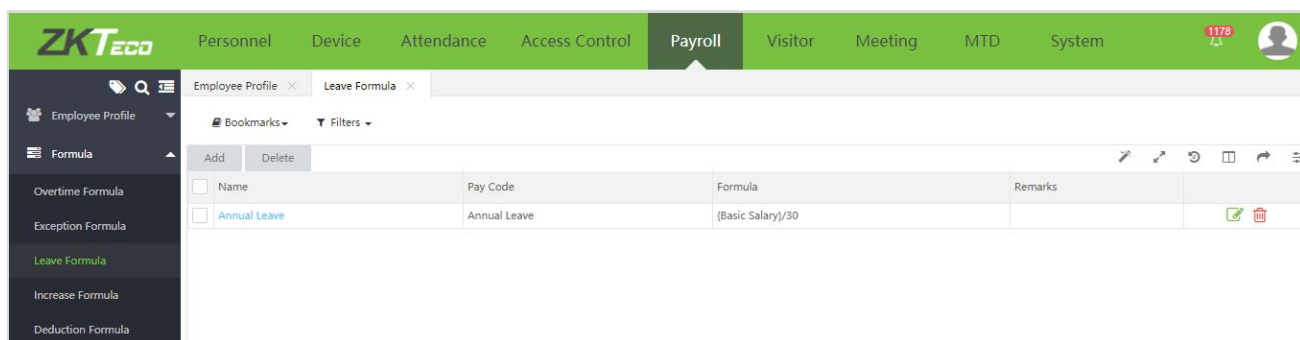 ZKTeco Personnel Device Attendance Access Control Payroll Visitor Meeting MTD System 1178
Employee Profile Leave Formula
Employee Profile
Bookmarks Filters
Formula
Add Delete
Name Pay Code Formula Remarks
Overtime Formula
Annual Leave Annual Leave {Basic Salary}/30
Exception Formula
Leave Formula
Increase Formula
Deduction Formula